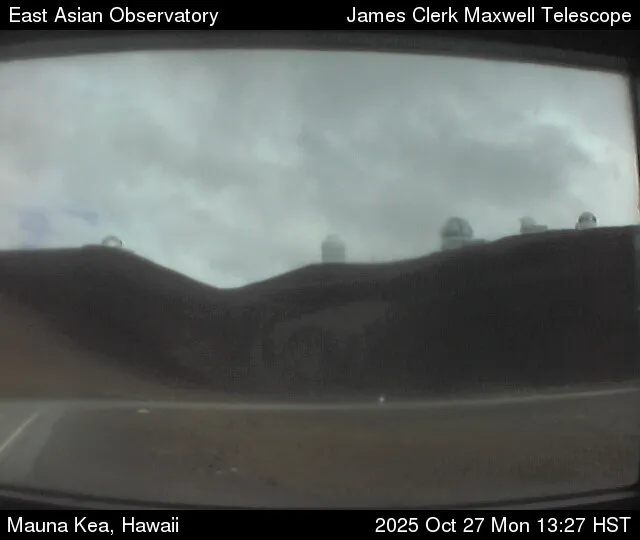 East Asian Observatory
James Clerk Maxwell Telescope
Mauna Kea, Hawaii
2025 Oct 27 Mon 13:27 HST